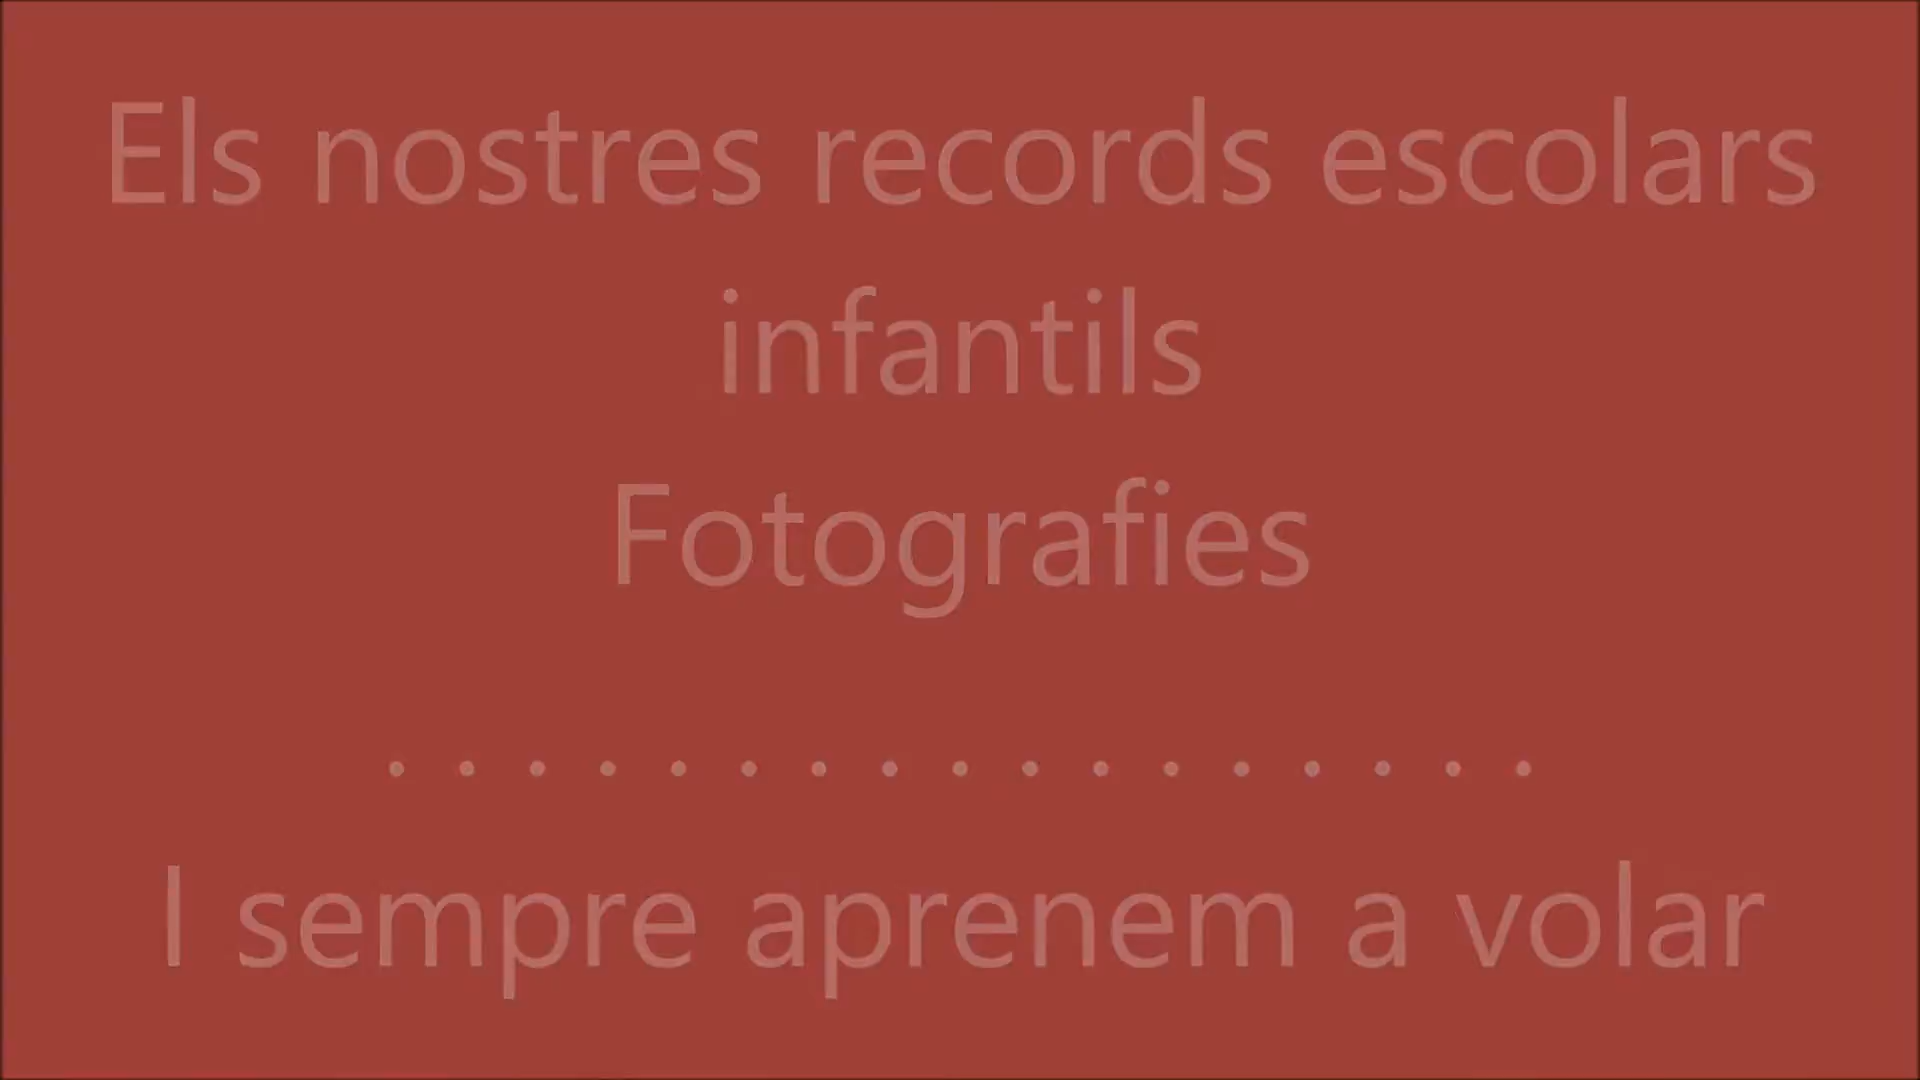 Els nostres records escolars
infantils
Fotografies
. . . . . . . . . . . . . . . . .
I sempre aprenem a volar